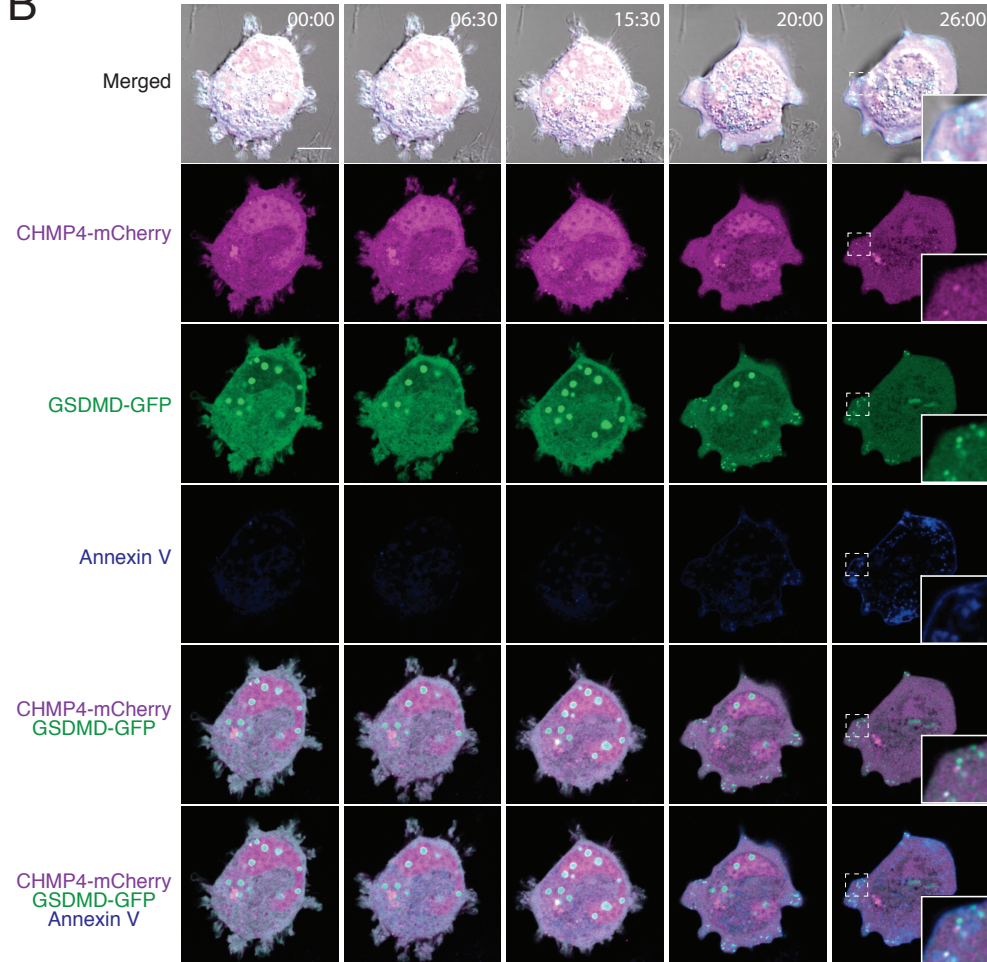 B
00:00 06:30 15:30 20:00 26:00
Merged
CHMP4-mCherry
GSDMD-GFP
Annexin V
CHMP4-mCherry
GSDMD-GFP
CHMP4-mCherry
GSDMD-GFP
Annexin V